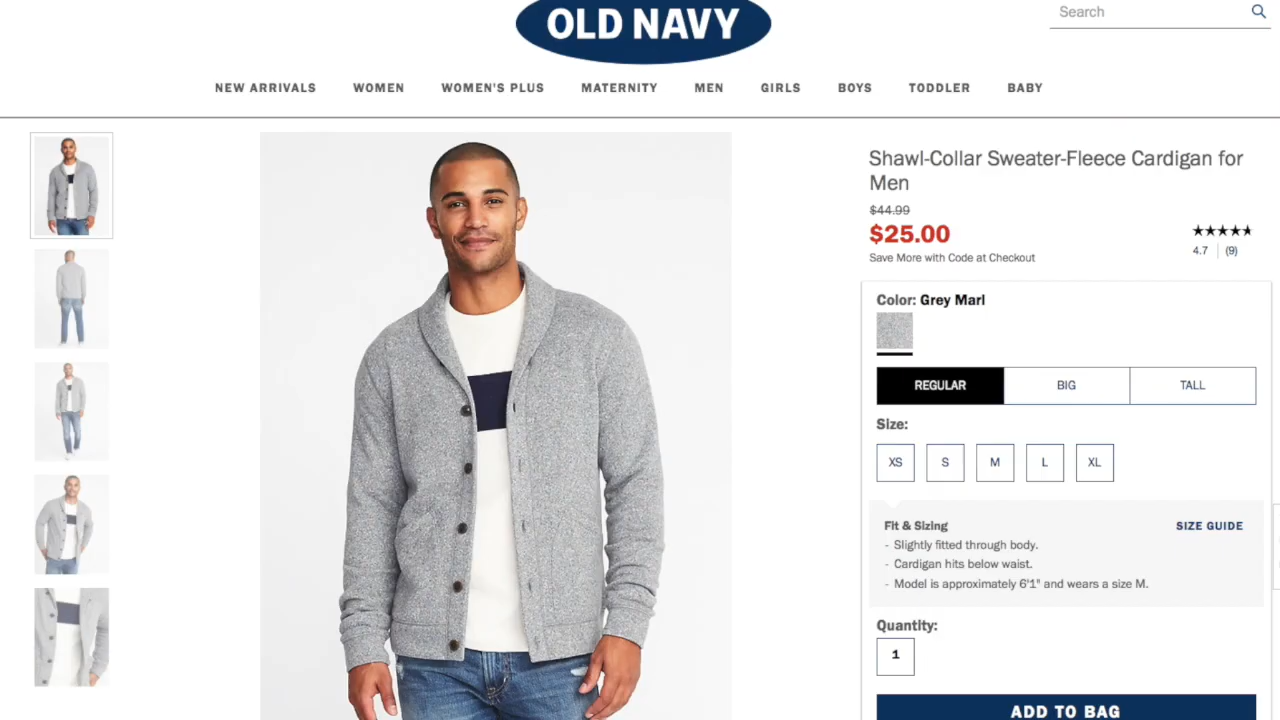 OLD NAVY
Search
NEW ARRIVALS WOMEN WOMEN'S PLUS MATERNITY MEN GIRLS BOYS TODDLER BABY
Shawl-Collar Sweater-Fleece Cardigan for
Men
$44.99
$25.00
4.7 (9)
Save More with Code at Checkout
Color: Grey Marl
REGULAR BIG TALL
Size:
XS S M L XL
Fit & Sizing SIZE GUIDE
- Slightly fitted through body.
- Cardigan hits below waist.
- Model is approximately 6'1" and wears a size M.
Quantity:
1
ADD TO BAG